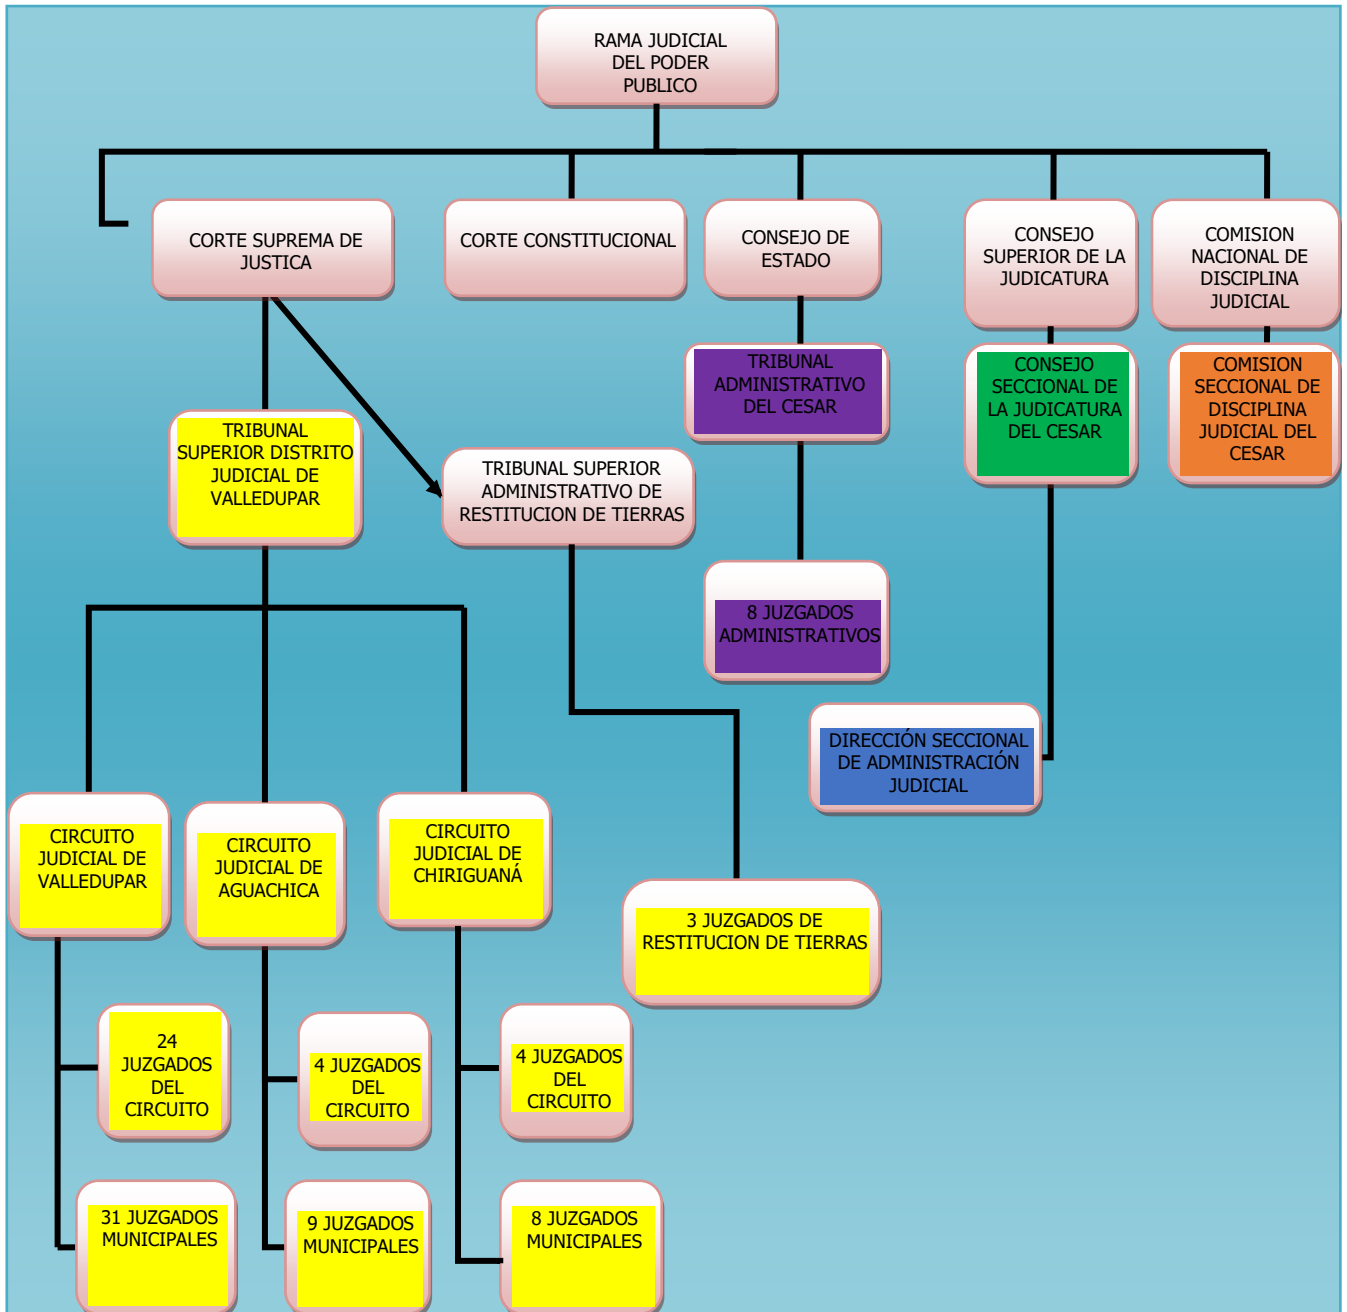 RAMA JUDICIAL
DEL PODER
PUBLICO
CORTE SUPREMA DE
JUSTICA
CORTE CONSTITUCIONAL
CONSEJO DE
ESTADO
CONSEJO
SUPERIOR DE LA
JUDICATURA
COMISION
NACIONAL DE
DISCIPLINA
JUDICIAL
TRIBUNAL
ADMINISTRATIVO
DEL CESAR
CONSEJO
SECCIONAL DE
LA JUDICATURA
DEL CESAR
COMISION
SECCIONAL DE
DISCIPLINA
JUDICIAL DEL
CESAR
TRIBUNAL
SUPERIOR DISTRITO
JUDICIAL DE
VALLEDUPAR
TRIBUNAL SUPERIOR
ADMINISTRATIVO DE
RESTITUCION DE TIERRAS
8 JUZGADOS
ADMINISTRATIVOS
DIRECCIÓN SECCIONAL
DE ADMINISTRACIÓN
JUDICIAL
CIRCUITO
JUDICIAL DE
VALLEDUPAR
CIRCUITO
JUDICIAL DE
AGUACHICA
CIRCUITO
JUDICIAL DE
CHIRIGUANÁ
3 JUZGADOS DE
RESTITUCION DE TIERRAS
24
JUZGADOS
DEL
CIRCUITO
4 JUZGADOS
DEL
CIRCUITO
4 JUZGADOS
DEL
CIRCUITO
31 JUZGADOS
MUNICIPALES
9 JUZGADOS
MUNICIPALES
8 JUZGADOS
MUNICIPALES